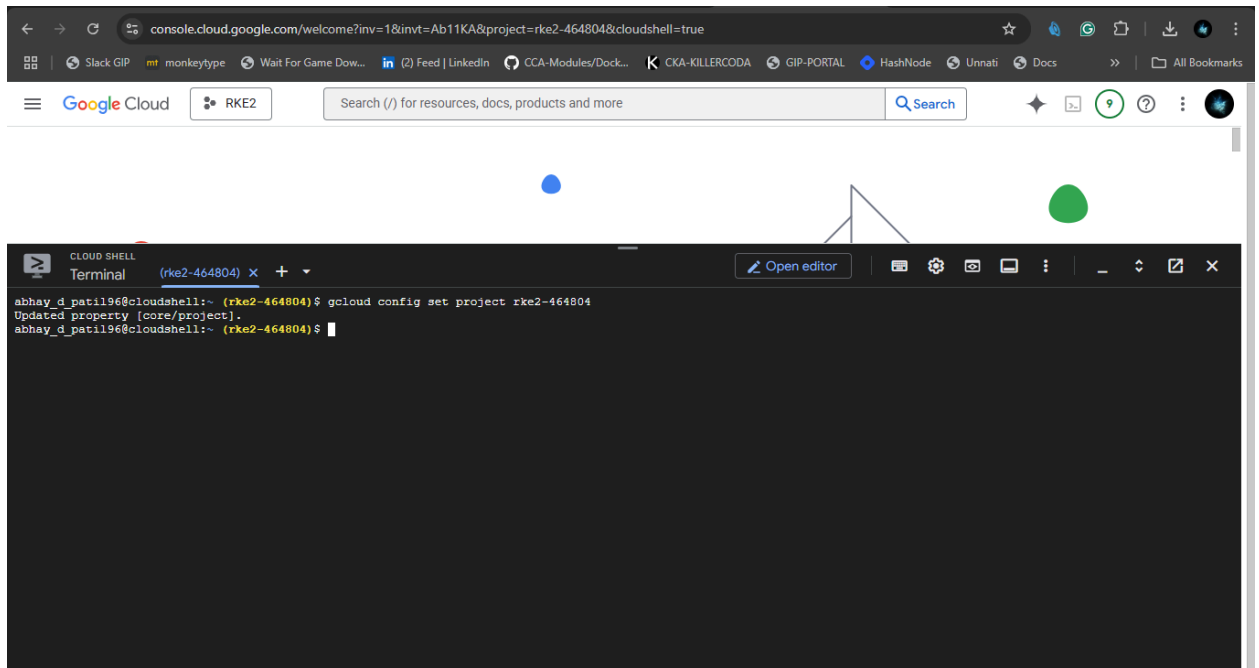 console.cloud.google.com/welcome?inv=1&invt=Ab11KA&project=rke2-464804&cloudshell=true
Slack GIP mt monkeytype Wait For Game Dow... in (2) Feed | LinkedIn CCA-Modules/Dock... K CKA-KILLERCODA GIP-PORTAL HashNode Unnati Docs » All Bookmarks
Google Cloud RKE2 Search (/) for resources, docs, products and more Search 9
CLOUD SHELL
Terminal (rke2-464804) Open editor
abhay_d_patil96@cloudshell:~ (rke2-464804)$ gcloud config set project rke2-464804
Updated property [core/project].
abhay_d_patil96@cloudshell:~ (rke2-464804)$